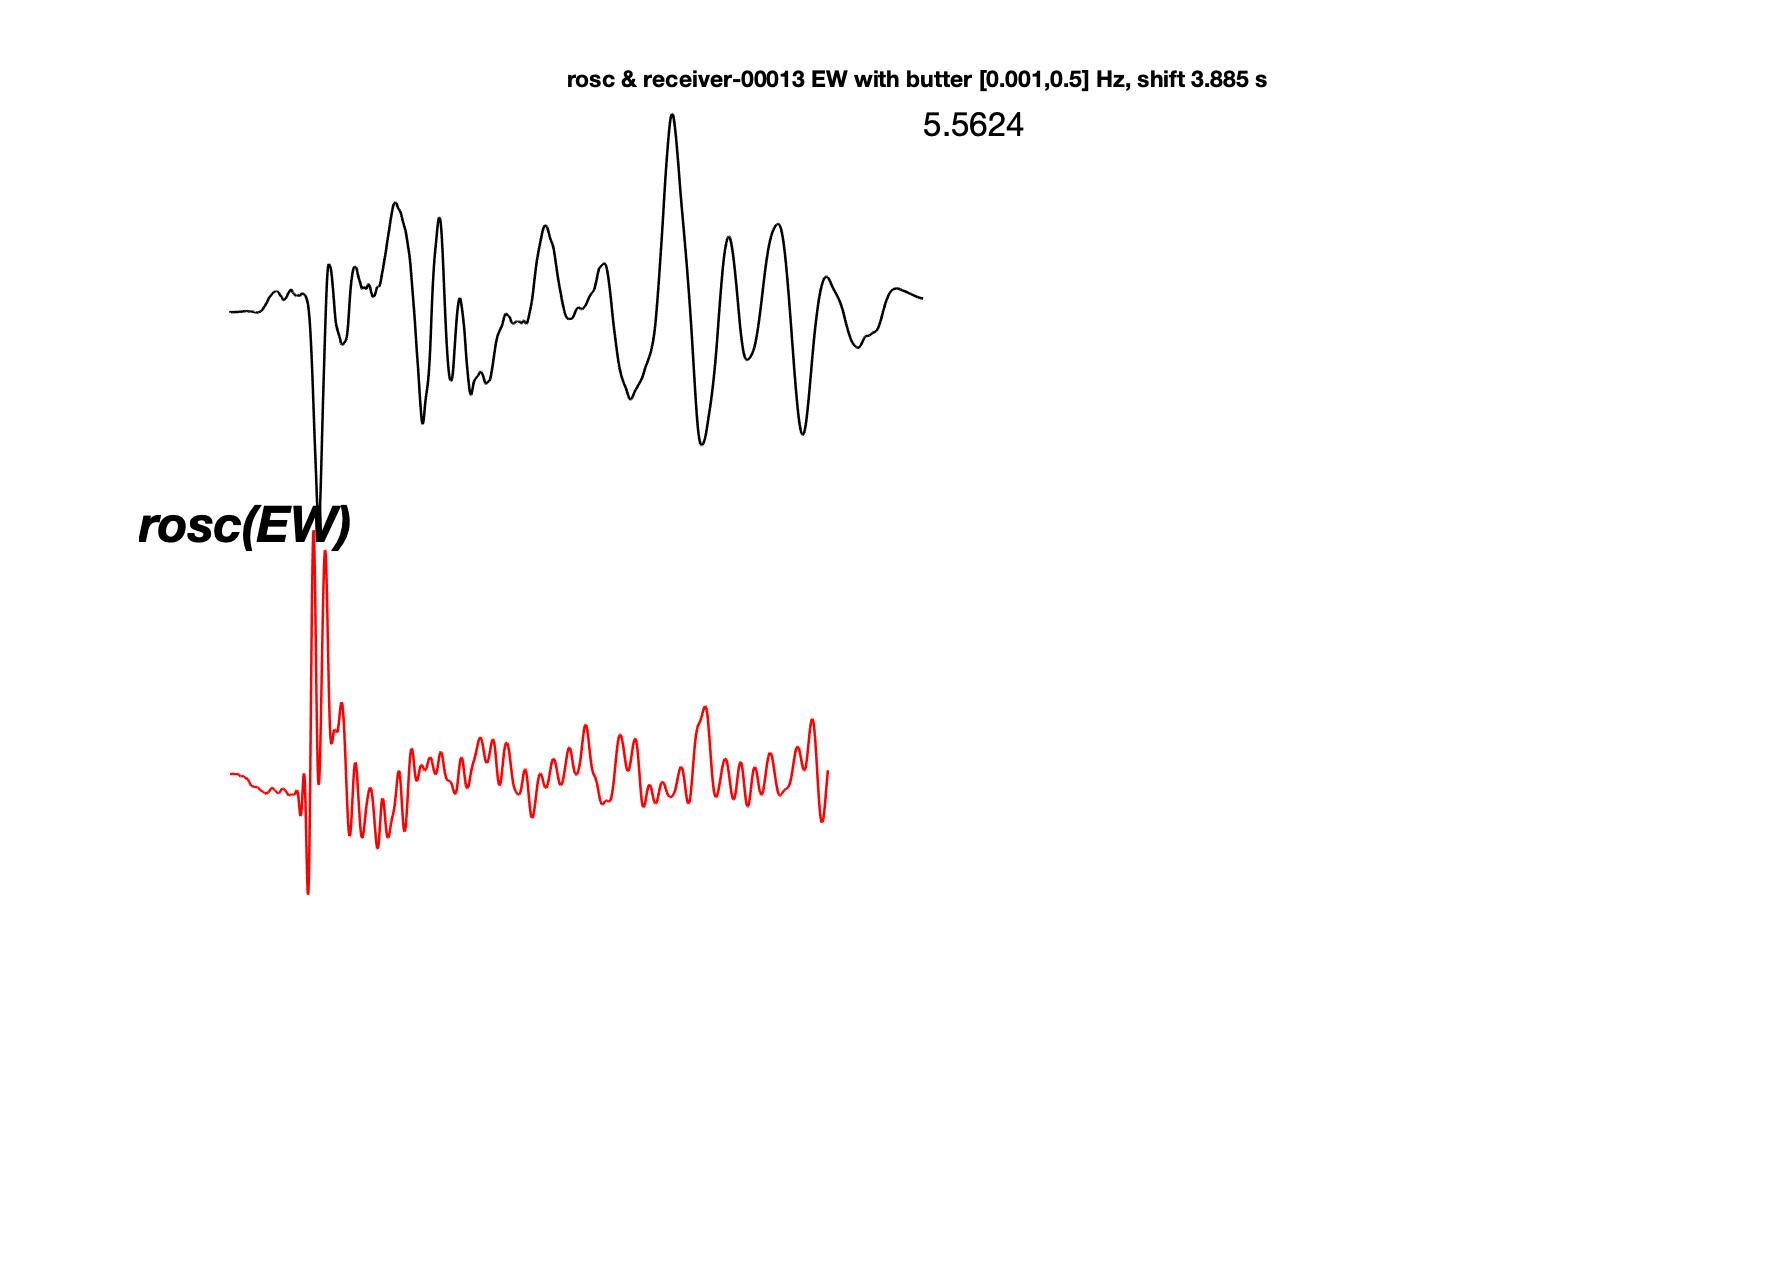 rosc & receiver-00013 EW with butter [0.001,0.5] Hz, shift 3.885 s
5.5624
rosc(EW)